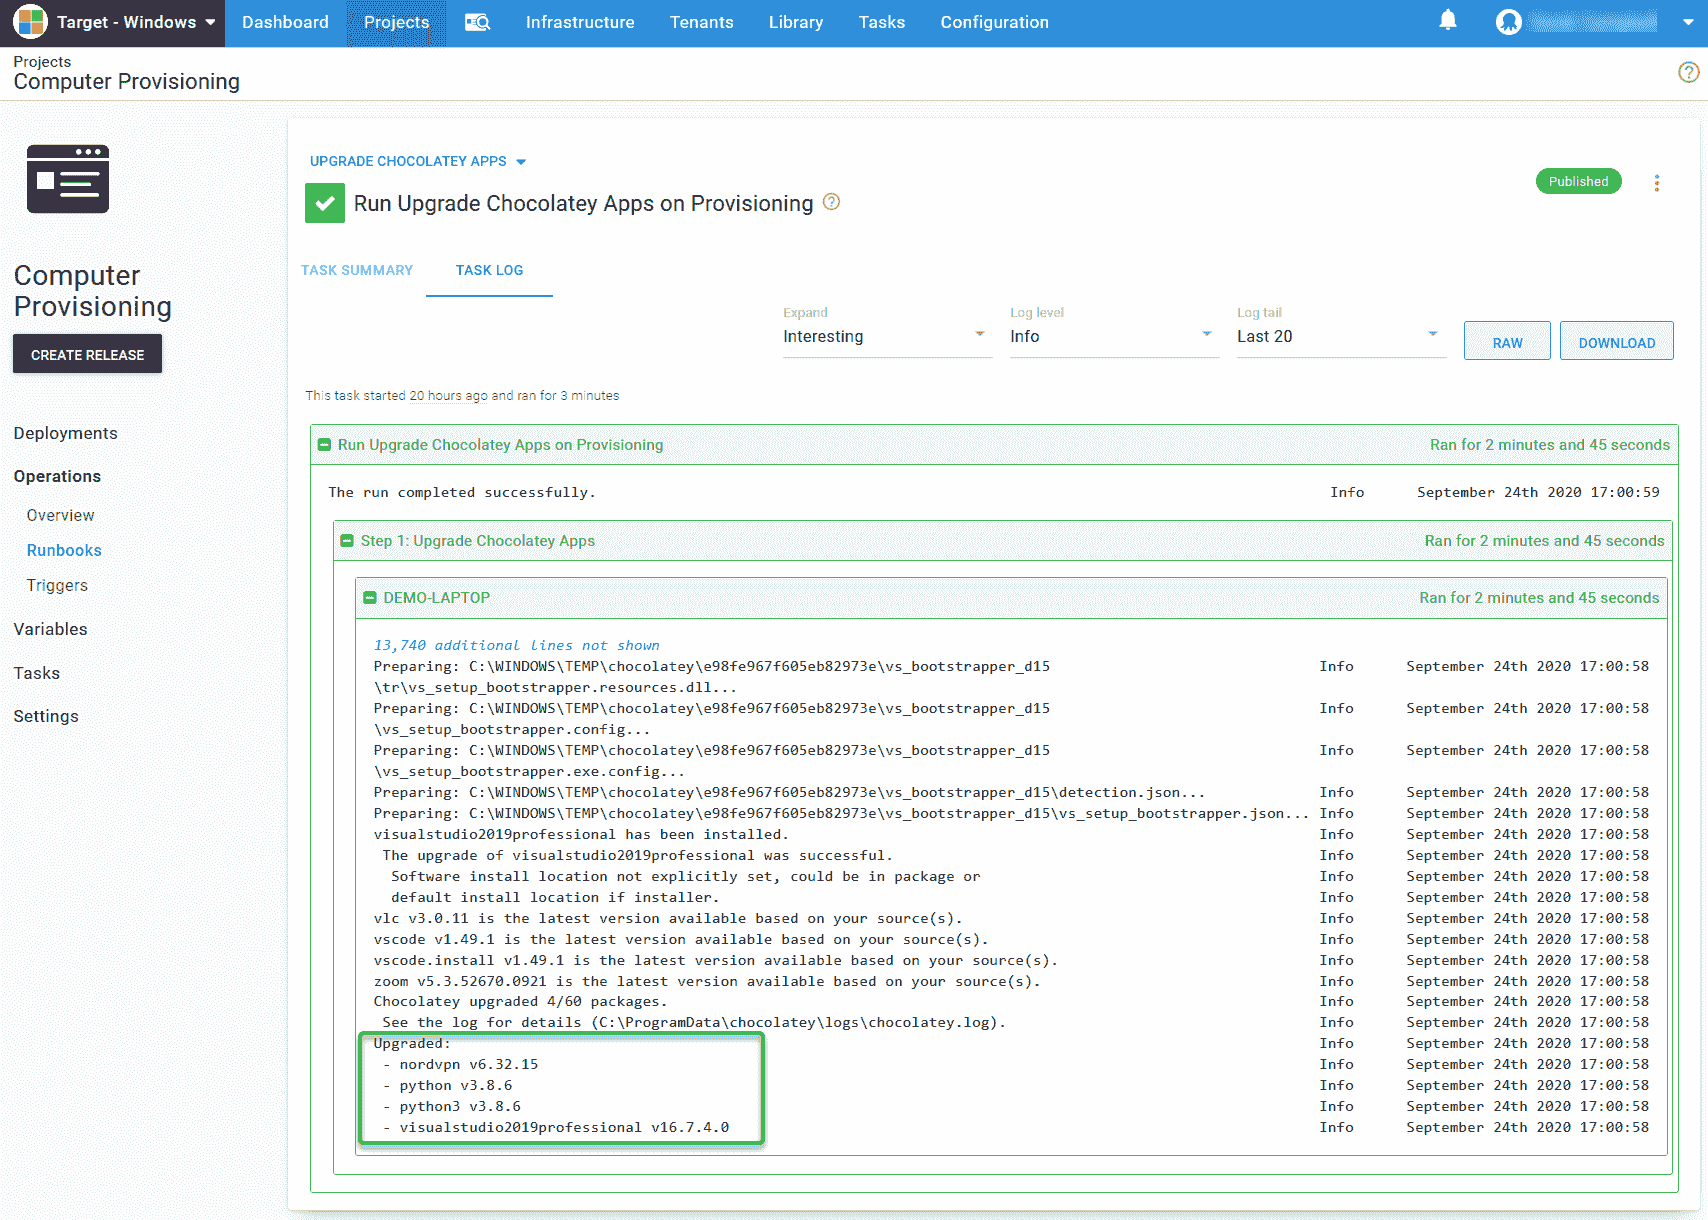 Target - Windows
Dashboard
Projects
Infrastructure
Tenants
Library
Tasks
Configuration
Projects
Computer Provisioning
Computer
Provisioning
CREATE RELEASE
Deployments
Operations
Overview
Runbooks
Triggers
Variables
Tasks
Settings
UPGRADE CHOCOLATEY APPS
Run Upgrade Chocolatey Apps on Provisioning
Published
TASK SUMMARY
TASK LOG
Expand
Interesting
Log level
Info
Log tail
Last 20
RAW
DOWNLOAD
This task started 20 hours ago and ran for 3 minutes
Run Upgrade Chocolatey Apps on Provisioning Ran for 2 minutes and 45 seconds
The run completed successfully. Info September 24th 2020 17:00:59
Step 1: Upgrade Chocolatey Apps Ran for 2 minutes and 45 seconds
DEMO-LAPTOP Ran for 2 minutes and 45 seconds
13,740 additional lines not shown
Preparing: C:\WINDOWS\TEMP\chocolatey\e98fe967f605eb82973e\vs_bootstrapper_d15 Info September 24th 2020 17:00:58
\tr\vs_setup_bootstrapper.resources.dll...
Preparing: C:\WINDOWS\TEMP\chocolatey\e98fe967f605eb82973e\vs_bootstrapper_d15 Info September 24th 2020 17:00:58
\vs_setup_bootstrapper.config...
Preparing: C:\WINDOWS\TEMP\chocolatey\e98fe967f605eb82973e\vs_bootstrapper_d15 Info September 24th 2020 17:00:58
\vs_setup_bootstrapper.exe.config...
Preparing: C:\WINDOWS\TEMP\chocolatey\e98fe967f605eb82973e\vs_bootstrapper_d15\detection.json... Info September 24th 2020 17:00:58
Preparing: C:\WINDOWS\TEMP\chocolatey\e98fe967f605eb82973e\vs_bootstrapper_d15\vs_setup_bootstrapper.json... Info September 24th 2020 17:00:58
visualstudio2019professional has been installed. Info September 24th 2020 17:00:58
The upgrade of visualstudio2019professional was successful. Info September 24th 2020 17:00:58
Software install location not explicitly set, could be in package or Info September 24th 2020 17:00:58
default install location if installer. Info September 24th 2020 17:00:58
vlc v3.0.11 is the latest version available based on your source(s). Info September 24th 2020 17:00:58
vscode v1.49.1 is the latest version available based on your source(s). Info September 24th 2020 17:00:58
vscode.install v1.49.1 is the latest version available based on your source(s). Info September 24th 2020 17:00:58
zoom v5.3.52670.0921 is the latest version available based on your source(s). Info September 24th 2020 17:00:58
Chocolatey upgraded 4/60 packages. Info September 24th 2020 17:00:58
See the log for details (C:\ProgramData\chocolatey\logs\chocolatey.log). Info September 24th 2020 17:00:58
Upgraded: Info September 24th 2020 17:00:58
- nordvpn v6.32.15 Info September 24th 2020 17:00:58
- python v3.8.6 Info September 24th 2020 17:00:58
- python3 v3.8.6 Info September 24th 2020 17:00:58
- visualstudio2019professional v16.7.4.0 Info September 24th 2020 17:00:58